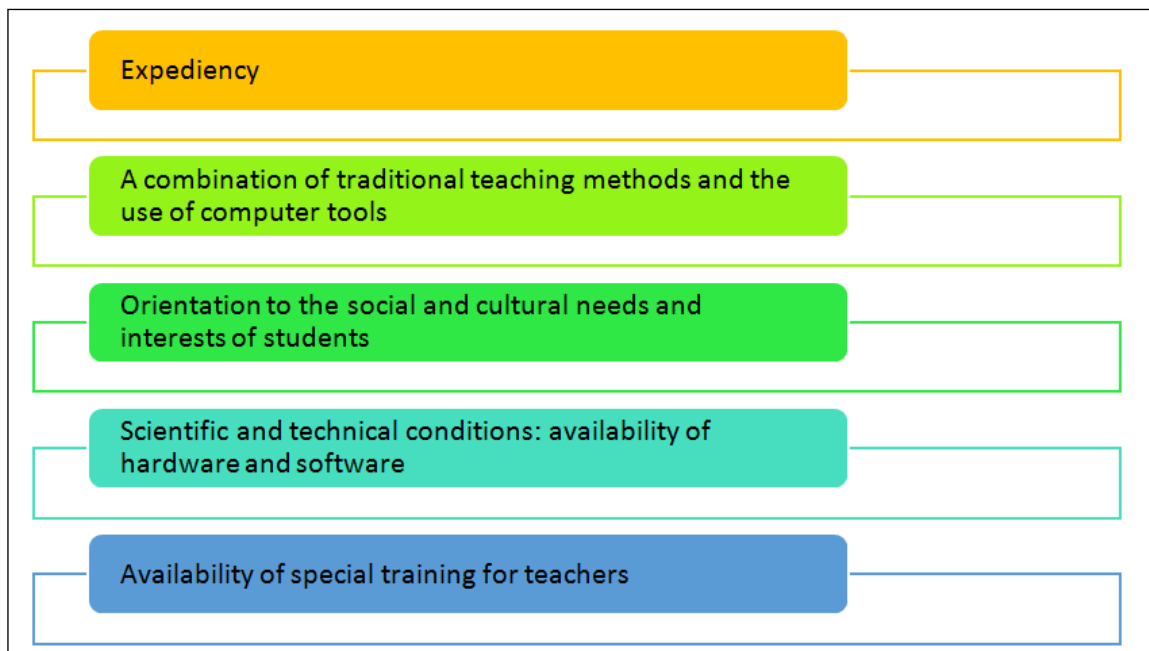 Expediency
A combination of traditional teaching methods and the
use of computer tools
Orientation to the social and cultural needs and
interests of students
Scientific and technical conditions: availability of
hardware and software
Availability of special training for teachers